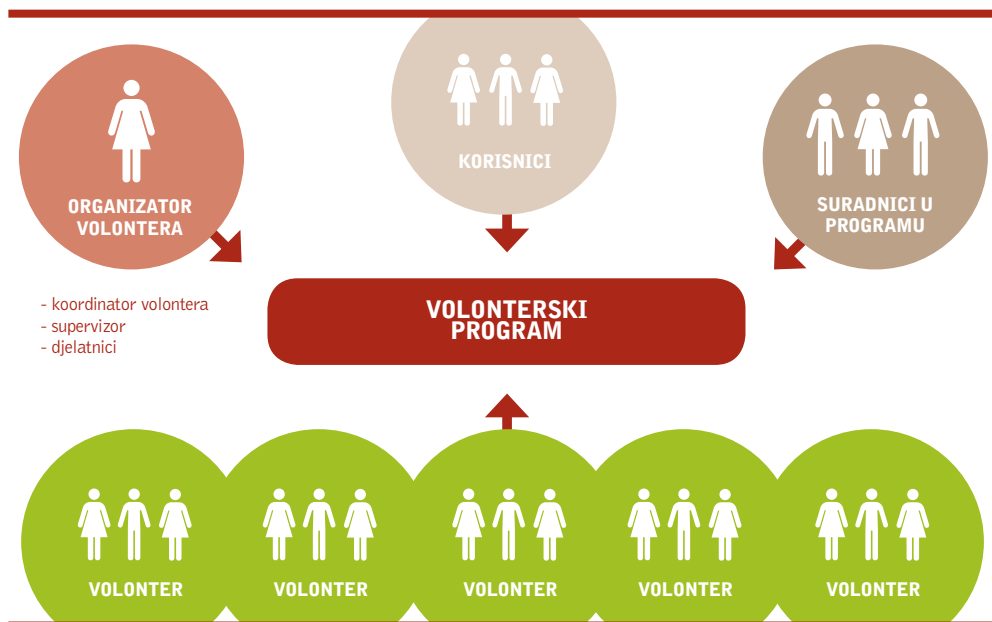 KORISNICI
ORGANIZATOR
VOLONTERA
SURADNICI U
PROGRAMU
- koordinator volontera
- supervizor
- djelatnici
VOLONTERSKI
PROGRAM
VOLONTER
VOLONTER
VOLONTER
VOLONTER
VOLONTER